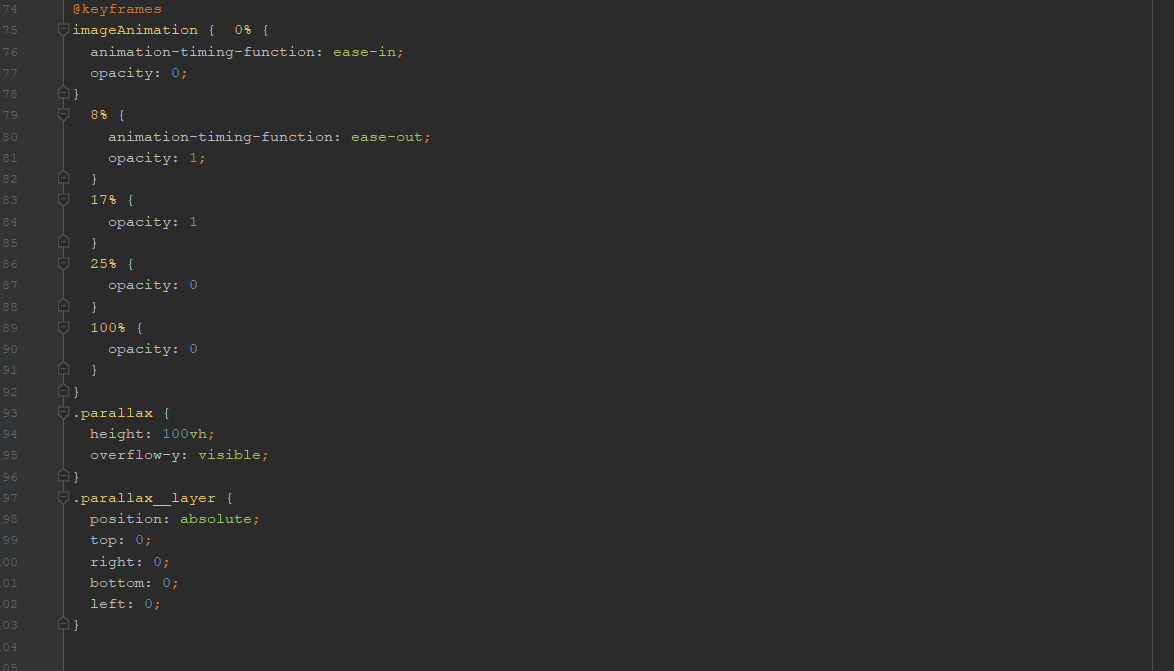 74 @keyframes
75 imageAnimation {  0% {
76   animation-timing-function: ease-in;
77   opacity: 0;
78 }
79   8% {
80     animation-timing-function: ease-out;
81     opacity: 1;
82   }
83   17% {
84     opacity: 1
85   }
86   25% {
87     opacity: 0
88   }
89   100% {
90     opacity: 0
91   }
92 }
93 .parallax {
94   height: 100vh;
95   overflow-y: visible;
96 }
97 .parallax__layer {
98   position: absolute;
99   top: 0;
00   right: 0;
01   bottom: 0;
02   left: 0;
03 }
04
05